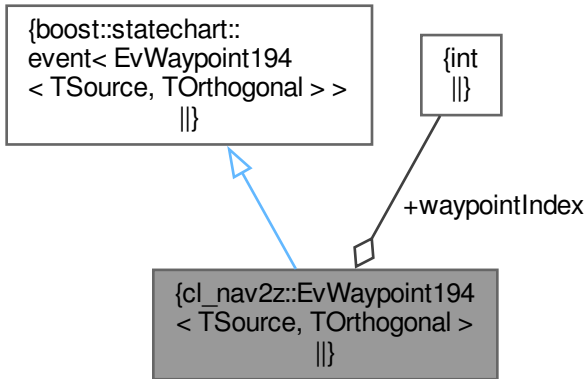 {boost::statechart::
event< EvWaypoint194
< TSource, TOrthogonal > >
||}
{int
||}
+waypointIndex
{cl_nav2z::EvWaypoint194
< TSource, TOrthogonal >
||}